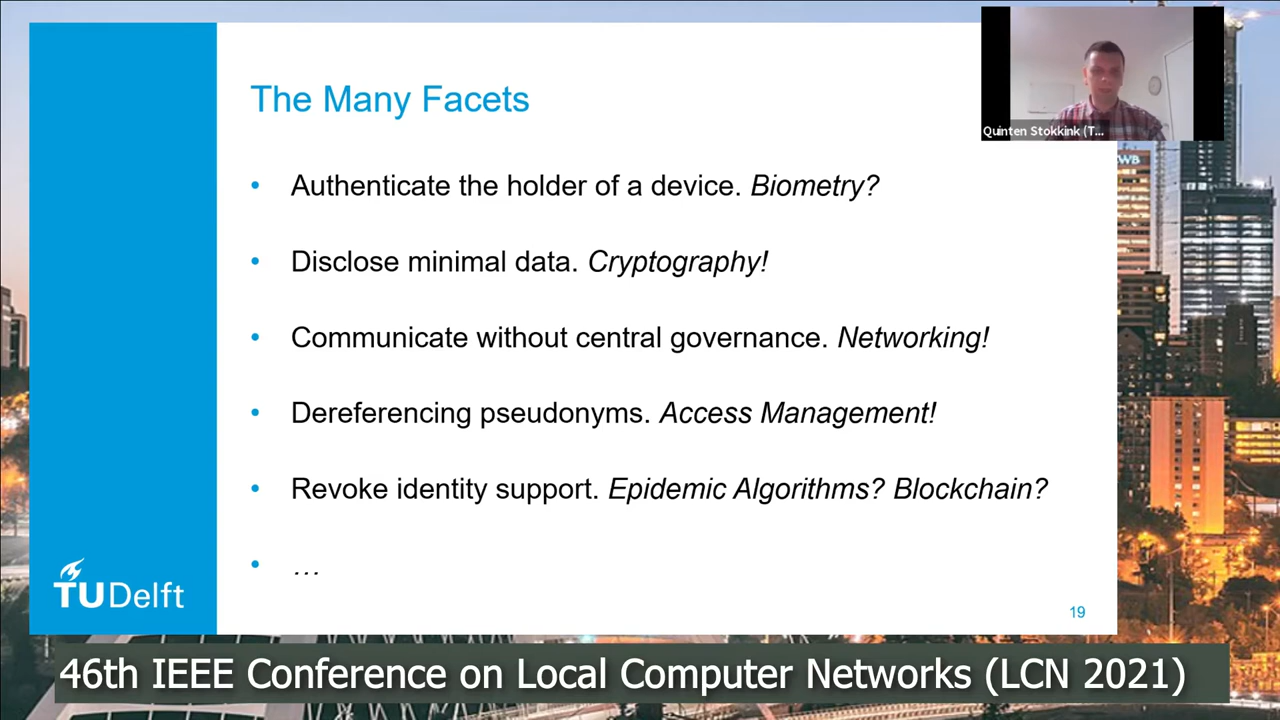 The Many Facets
Quinten Stokkink (T...
• Authenticate the holder of a device. Biometry?
• Disclose minimal data. Cryptography!
• Communicate without central governance. Networking!
• Dereferencing pseudonyms. Access Management!
• Revoke identity support. Epidemic Algorithms? Blockchain?
• …
TUDelft
19
46th IEEE Conference on Local Computer Networks (LCN 2021)